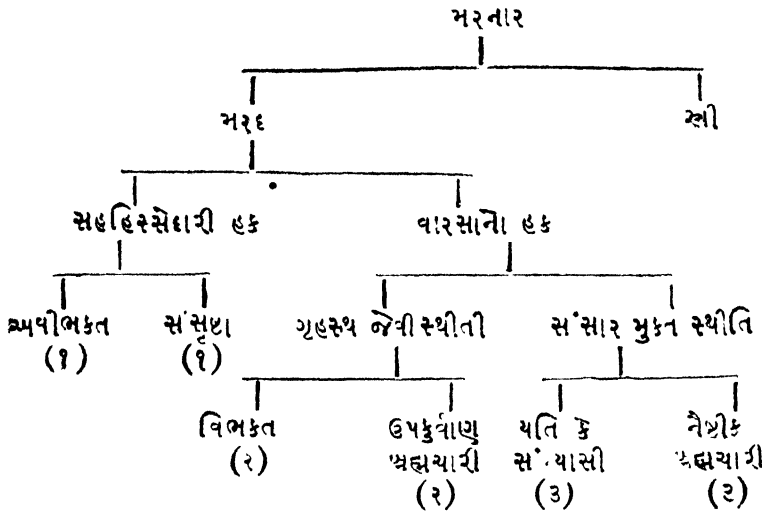 મરનાર
મરદ સ્ત્રી
સહહિસ્સેદારી હક વારસાનો હક
અવીભકત સંસૃષ્ટા ગૃહસ્થ જેવી સ્થીતી સંસાર મુકત સ્થીતિ
(૧) (૧)
વિભકત ઉપકુર્વાણ યતિ કે નૈષ્ટીક
(૨) બ્રહ્મચારી સંન્યાસી બ્રહ્મચારી
(૨) (૩) (૨)